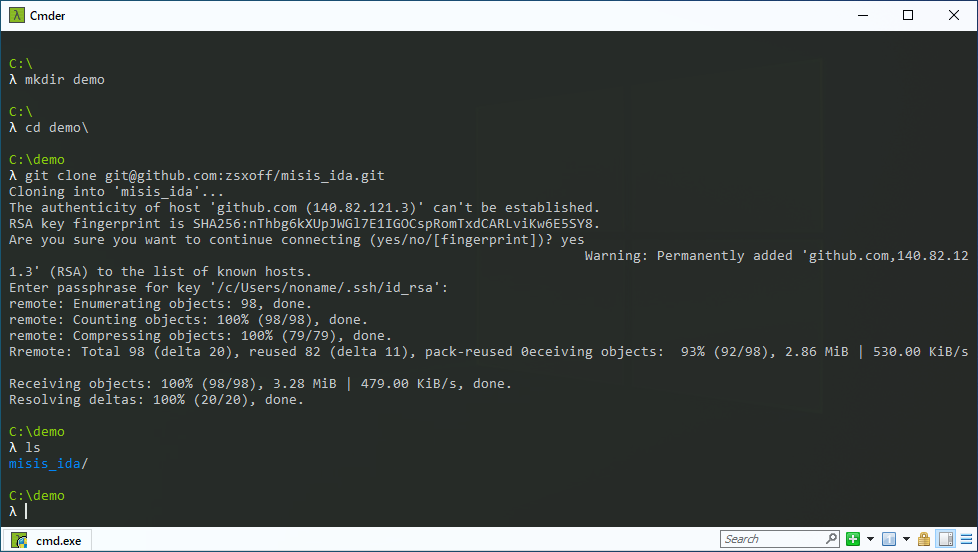 Cmder
C:\
λ mkdir demo
C:\
λ cd demo\
C:\demo
λ git clone git@github.com:zsxoff/misis_ida.git
Cloning into 'misis_ida'...
The authenticity of host 'github.com (140.82.121.3)' can't be established.
RSA key fingerprint is SHA256:nThbg6kXUpJWGl7E1IGOCspRomTxdCARLviKw6E5SY8.
Are you sure you want to continue connecting (yes/no/[fingerprint])? yes
Warning: Permanently added 'github.com,140.82.12
1.3' (RSA) to the list of known hosts.
Enter passphrase for key '/c/Users/noname/.ssh/id_rsa':
remote: Enumerating objects: 98, done.
remote: Counting objects: 100% (98/98), done.
remote: Compressing objects: 100% (79/79), done.
Rremote: Total 98 (delta 20), reused 82 (delta 11), pack-reused 0eceiving objects:  93% (92/98), 2.86 MiB | 530.00 KiB/s
Receiving objects: 100% (98/98), 3.28 MiB | 479.00 KiB/s, done.
Resolving deltas: 100% (20/20), done.
C:\demo
λ ls
misis_ida/
C:\demo
λ
cmd.exe
Search